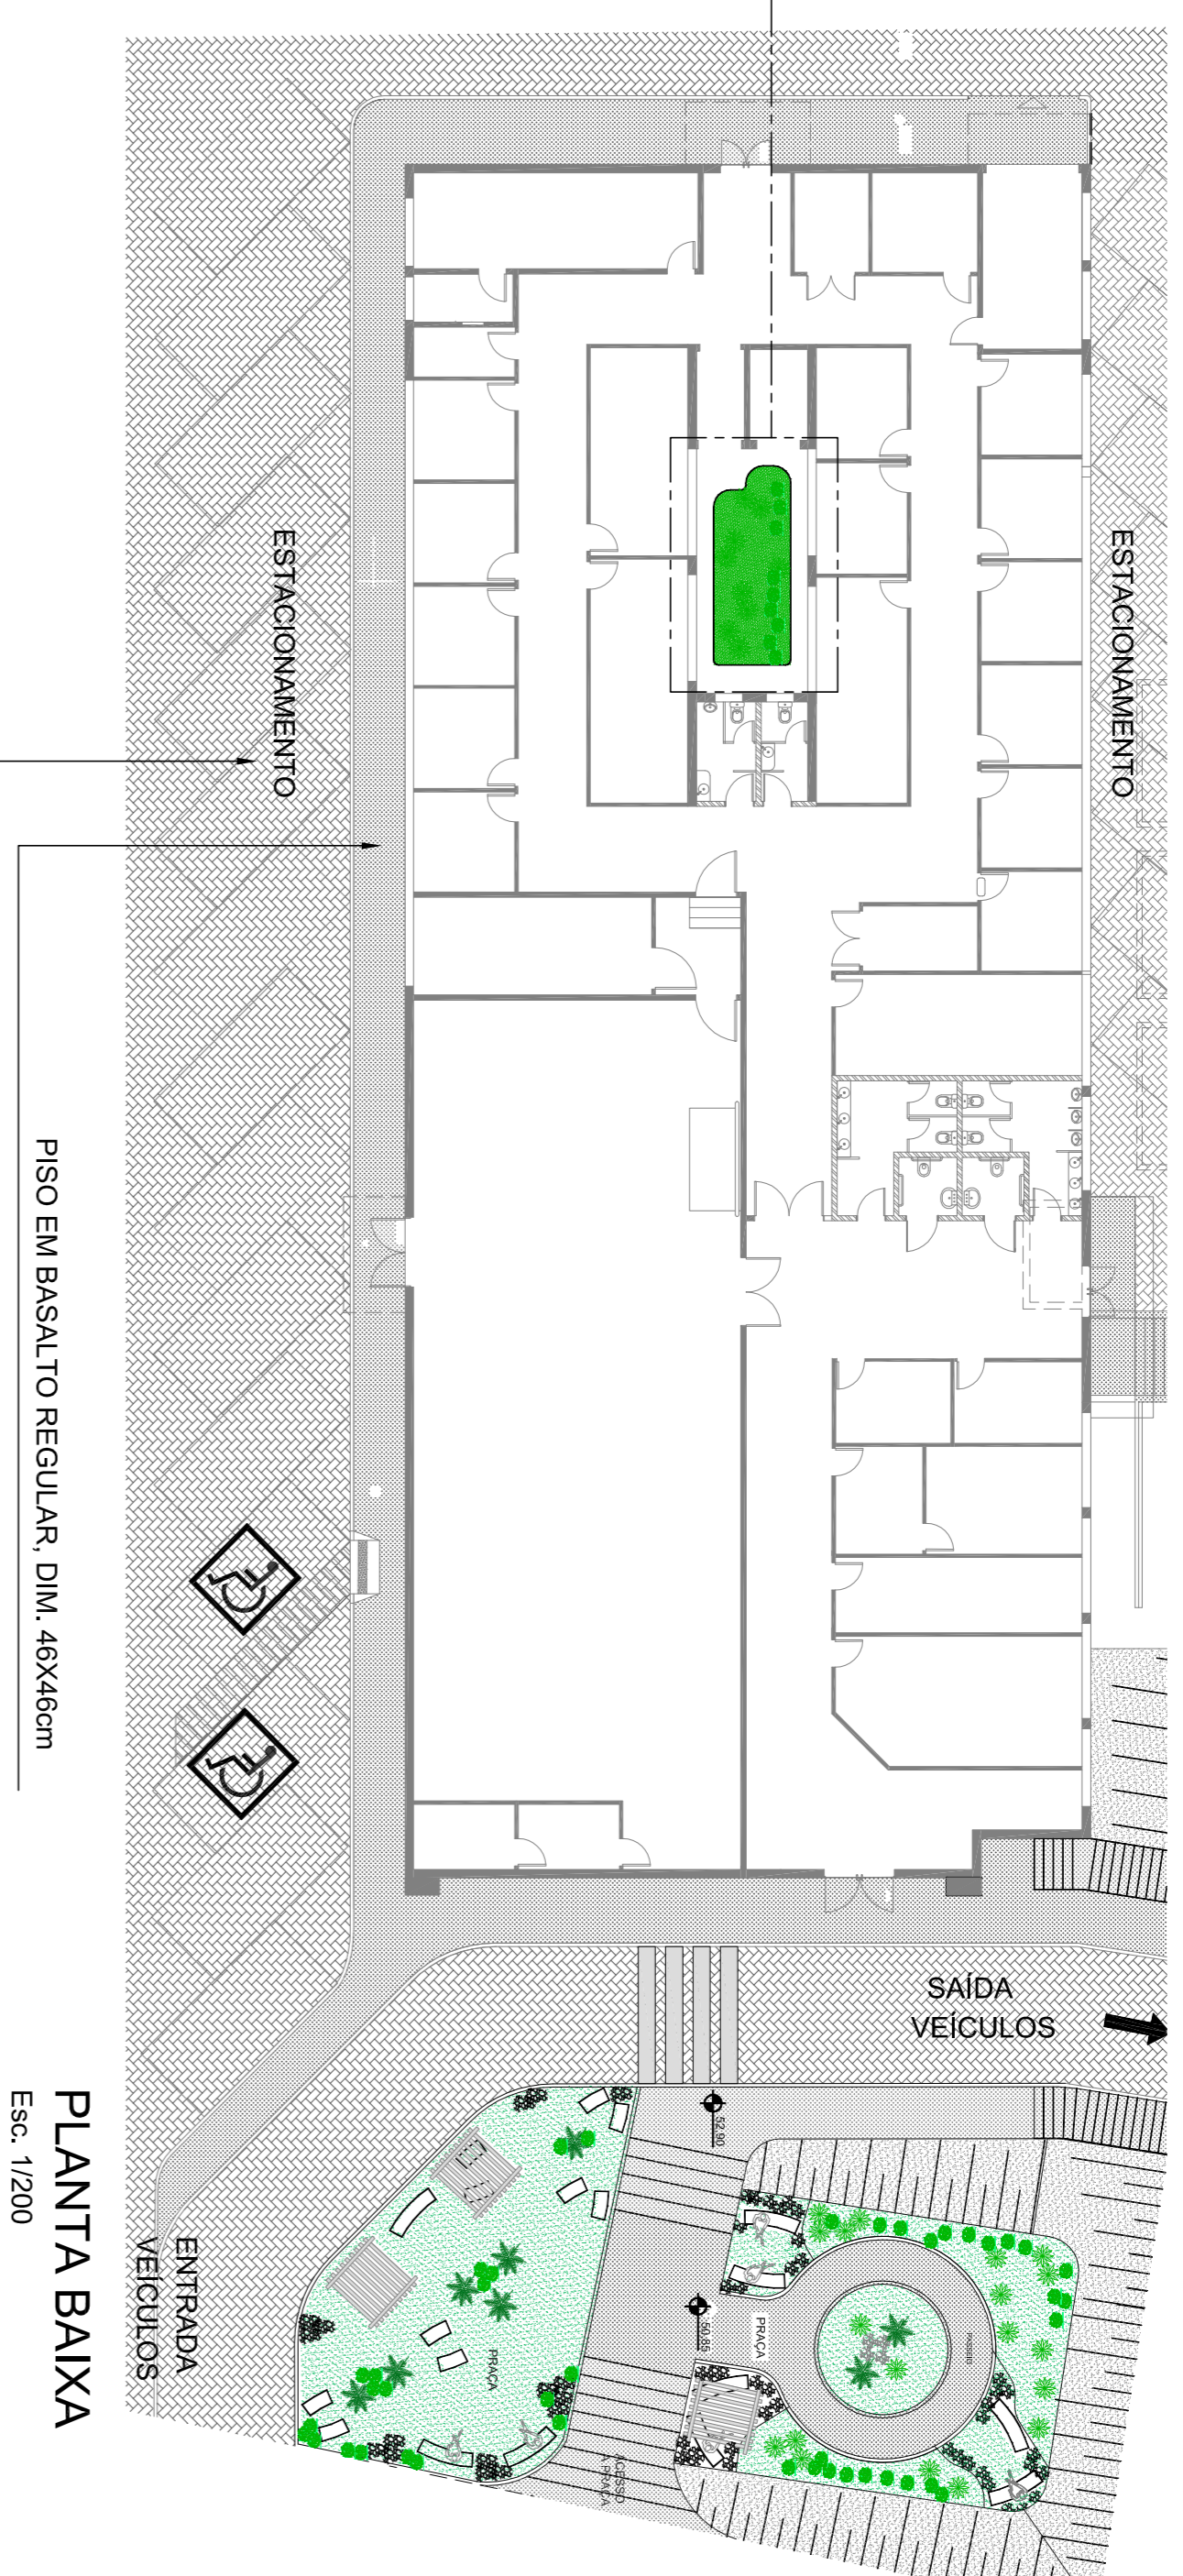 ESTACIONAMENTO
ESTACIONAMENTO
PISO EM BASALTO REGULAR, DIM. 46X46cm
SAÍDA
VEÍCULOS
52,90
50,85
PRAÇA
PASSEIO
PRAÇA
ACESSO
PRAÇA
ENTRADA
VEÍCULOS
PLANTA BAIXA
Esc. 1/200